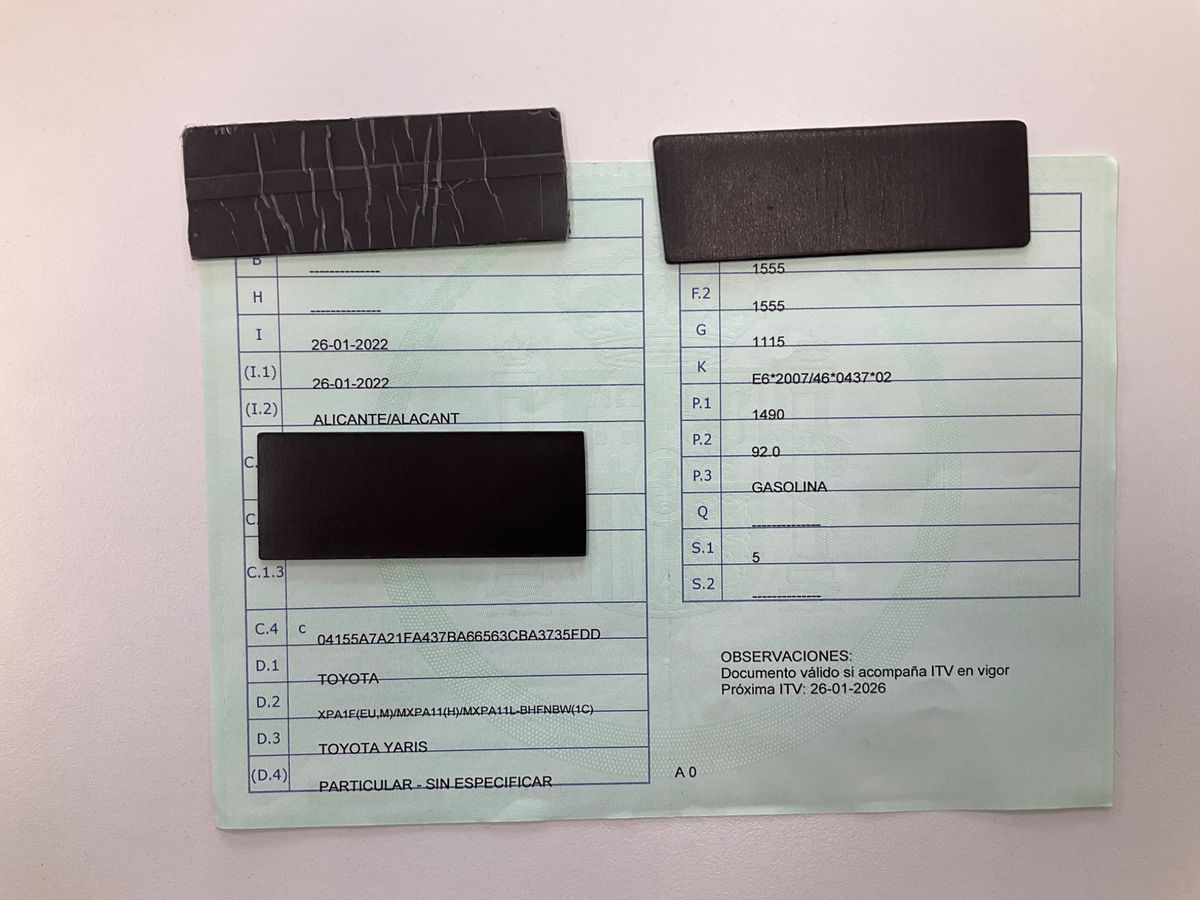 B --------------
H --------------
I 26-01-2022
(I.1) 26-01-2022
(I.2) ALICANTE/ALACANT
C.
C.
C.1.3
C.4 c 04155A7A21FA437BA66563CBA3735FDD
D.1 TOYOTA
D.2 XPA1F(EU,M)/MXPA11(H)/MXPA11L-BHFNBW(1C)
D.3 TOYOTA YARIS
(D.4) PARTICULAR - SIN ESPECIFICAR
1555
F.2 1555
G 1115
K E6*2007/46*0437*02
P.1 1490
P.2 92.0
P.3 GASOLINA
Q --------------
S.1 5
S.2 --------------
OBSERVACIONES:
Documento válido si acompaña ITV en vigor
Próxima ITV: 26-01-2026
A 0